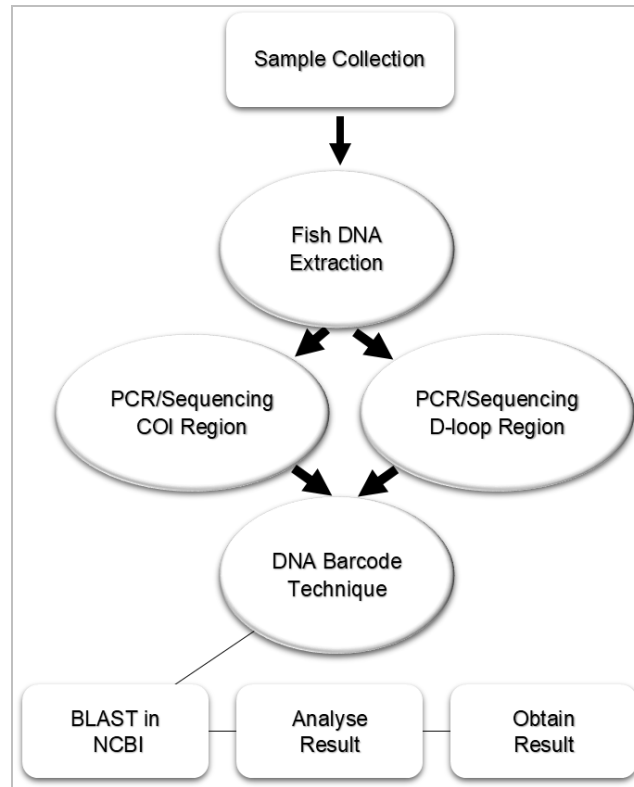 Sample Collection
Fish DNA
Extraction
PCR/Sequencing
COI Region
PCR/Sequencing
D-loop Region
DNA Barcode
Technique
BLAST in
NCBI
Analyse
Result
Obtain
Result